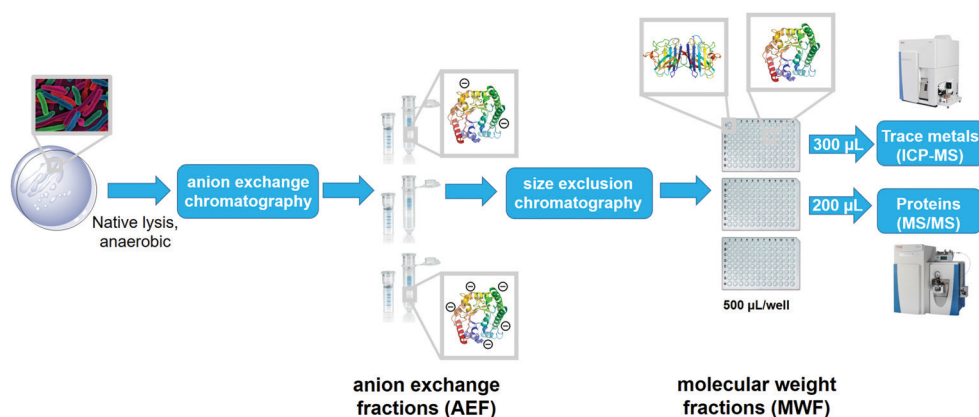 Native lysis,
anaerobic
anion exchange
chromatography
anion exchange
fractions (AEF)
size exclusion
chromatography
500 µL/well
molecular weight
fractions (MWF)
300 µL
Trace metals
(ICP-MS)
200 µL
Proteins
(MS/MS)